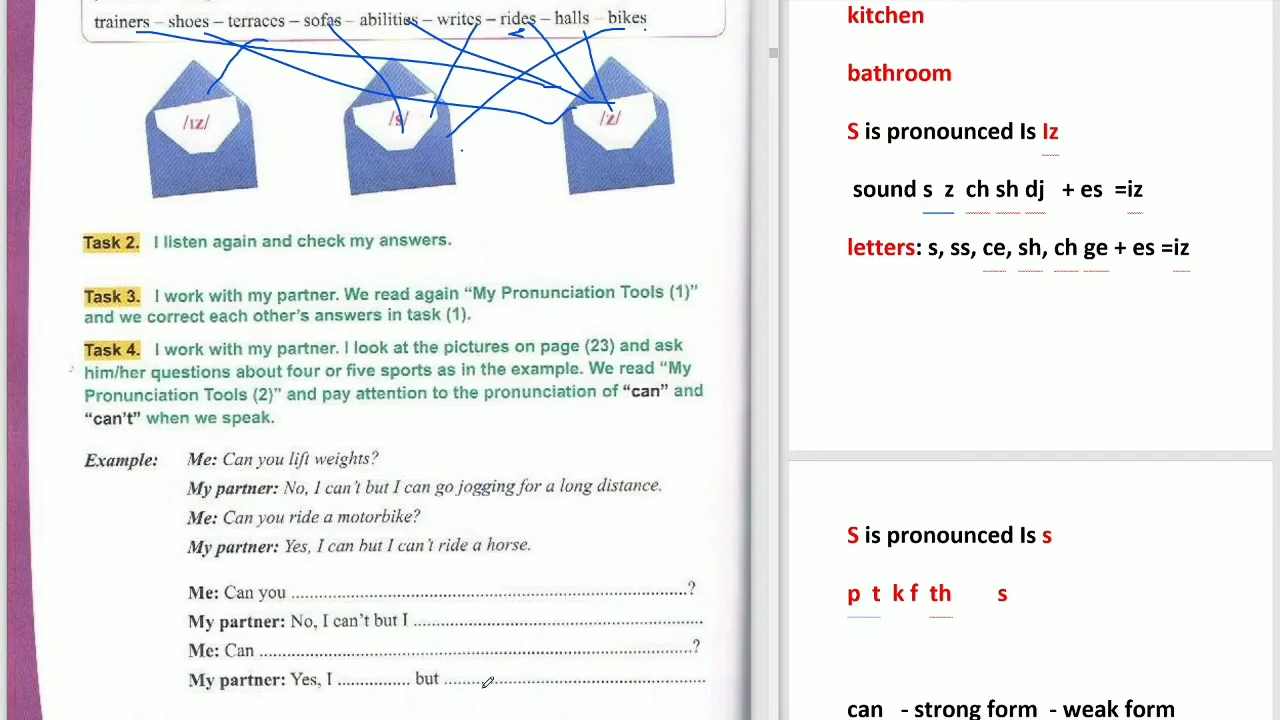 trainers – shoes – terraces – sofas – abilities – writes – rides – halls – bikes
/ɪz/
/s/
/z/
Task 2. I listen again and check my answers.
Task 3. I work with my partner. We read again “My Pronunciation Tools (1)”
and we correct each other’s answers in task (1).
Task 4. I work with my partner. I look at the pictures on page (23) and ask
him/her questions about four or five sports as in the example. We read “My
Pronunciation Tools (2)” and pay attention to the pronunciation of “can” and
“can’t” when we speak.
Example: Me: Can you lift weights?
My partner: No, I can’t but I can go jogging for a long distance.
Me: Can you ride a motorbike?
My partner: Yes, I can but I can’t ride a horse.
Me: Can you ........................................................................................?
My partner: No, I can’t but I ................................................................
Me: Can ................................................................................................?
My partner: Yes, I ................ but ..........................................................
kitchen
bathroom
S is pronounced Is Iz
sound s z ch sh dj + es =iz
letters: s, ss, ce, sh, ch ge + es =iz
S is pronounced Is s
p t k f th s
can - strong form - weak form